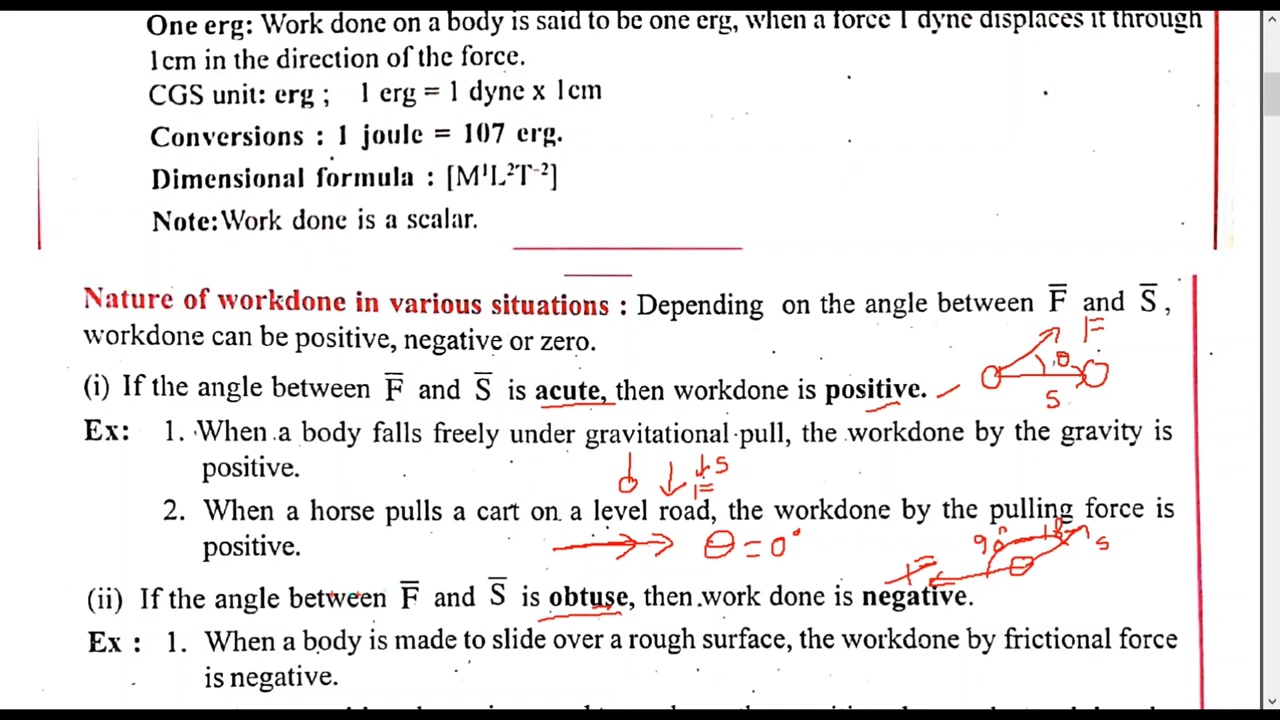 One erg: Work done on a body is said to be one erg, when a force 1 dyne displaces it through
1cm in the direction of the force.
CGS unit: erg ; 1 erg = 1 dyne x 1cm
Conversions : 1 joule = 107 erg.
Dimensional formula : [M¹L²T⁻²]
Note: Work done is a scalar.
Nature of workdone in various situations : Depending on the angle between F̅ and S̅,
workdone can be positive, negative or zero.
F
θ
S
(i) If the angle between F̅ and S̅ is acute, then workdone is positive.
Ex: 1. When a body falls freely under gravitational pull, the workdone by the gravity is
positive.
S
F
2. When a horse pulls a cart on a level road, the workdone by the pulling force is
positive.
θ = 0°
90
S
F
(ii) If the angle between F̅ and S̅ is obtuse, then work done is negative.
Ex : 1. When a body is made to slide over a rough surface, the workdone by frictional force
is negative.